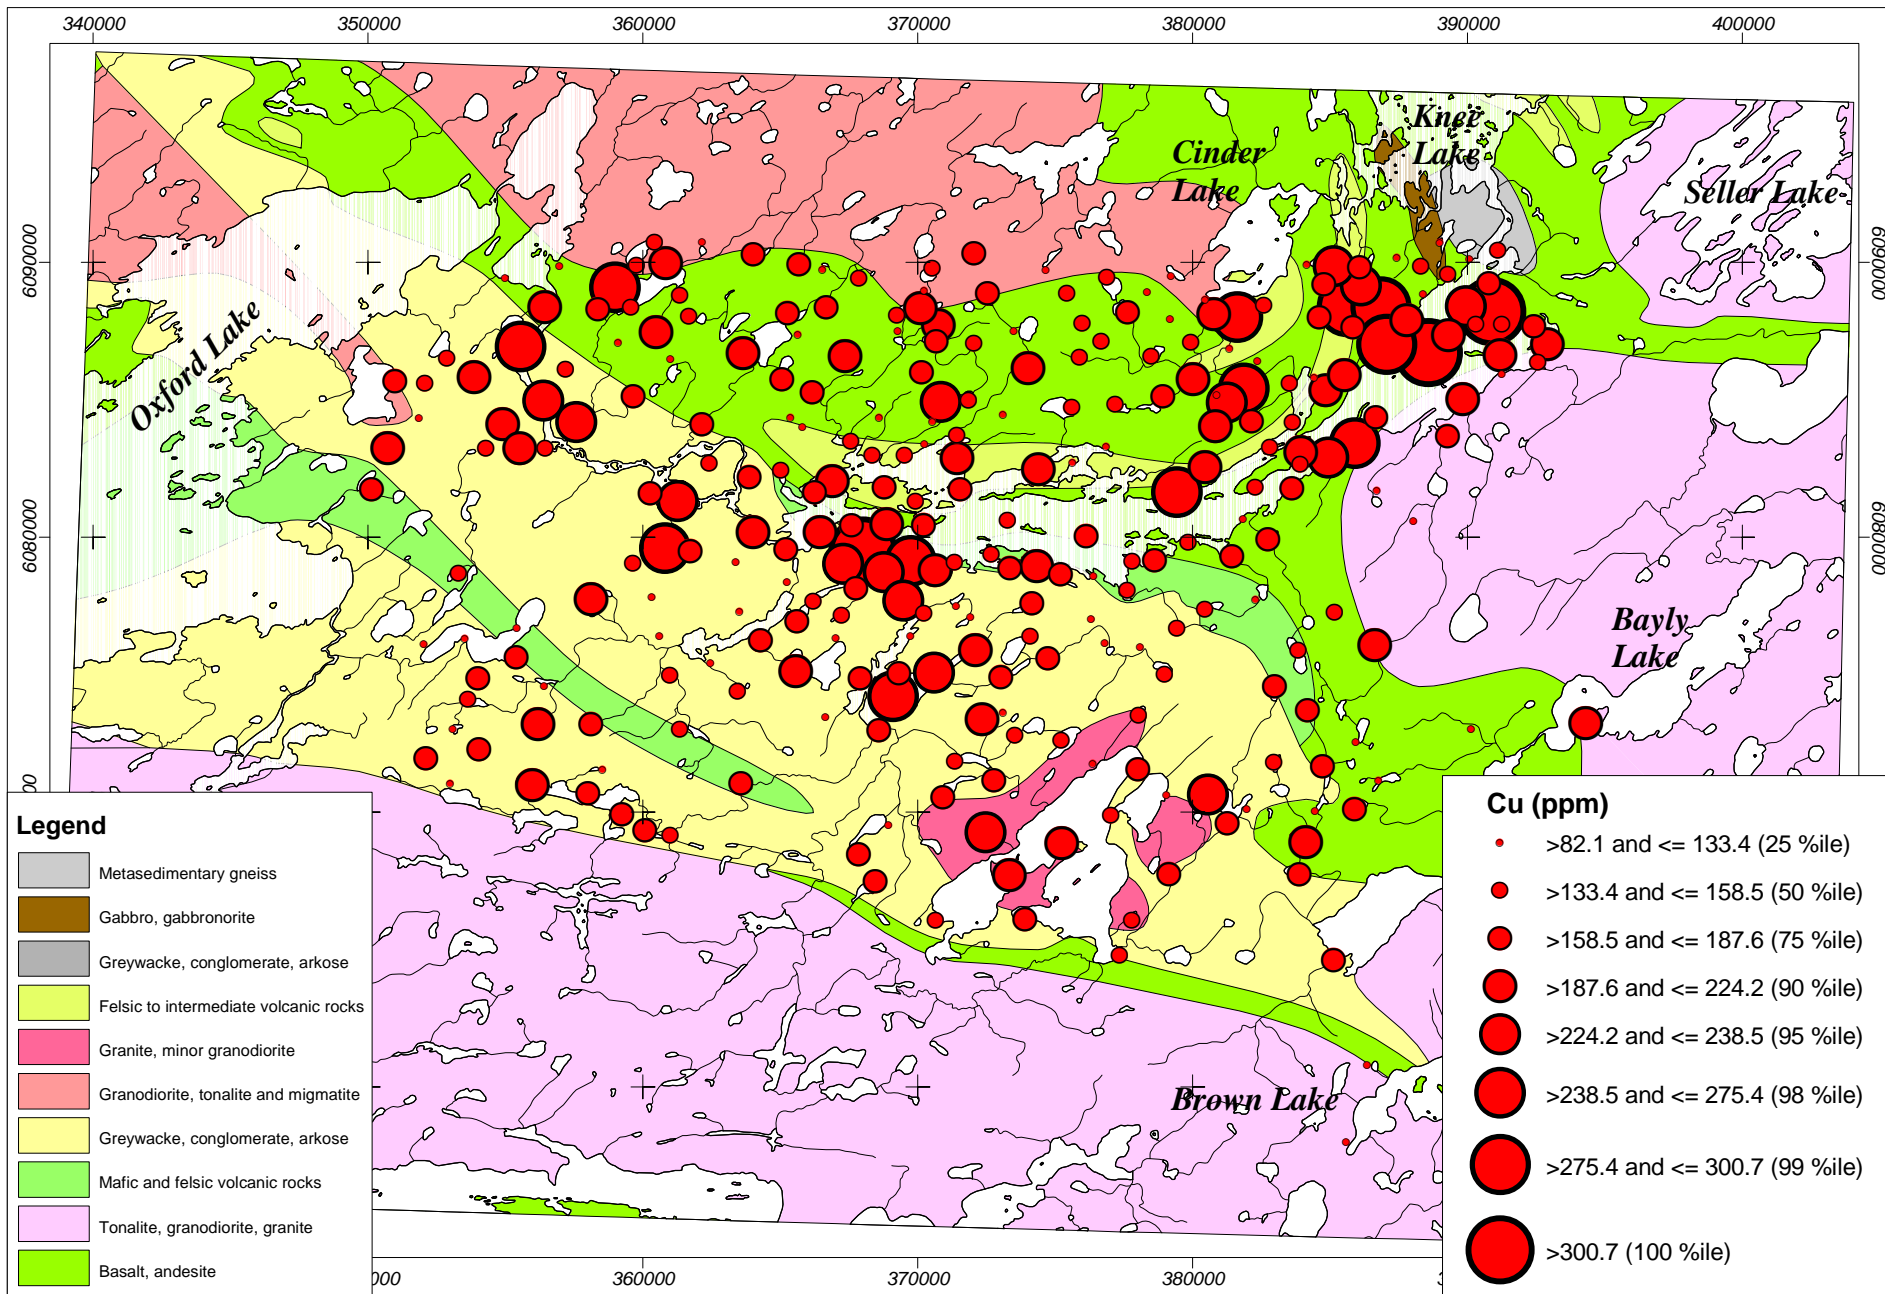 340000 350000 360000 370000 380000 390000 400000
Knee
Lake
Cinder
Lake
Seller Lake
6090000
6090000
Oxford Lake
6080000
6080000
Bayly
Lake
Brown Lake
00
Legend
Metasedimentary gneiss
Gabbro, gabbronorite
Greywacke, conglomerate, arkose
Felsic to intermediate volcanic rocks
Granite, minor granodiorite
Granodiorite, tonalite and migmatite
Greywacke, conglomerate, arkose
Mafic and felsic volcanic rocks
Tonalite, granodiorite, granite
Basalt, andesite
Cu (ppm)
>82.1 and <= 133.4 (25 %ile)
>133.4 and <= 158.5 (50 %ile)
>158.5 and <= 187.6 (75 %ile)
>187.6 and <= 224.2 (90 %ile)
>224.2 and <= 238.5 (95 %ile)
>238.5 and <= 275.4 (98 %ile)
>275.4 and <= 300.7 (99 %ile)
>300.7 (100 %ile)
0000 360000 370000 380000